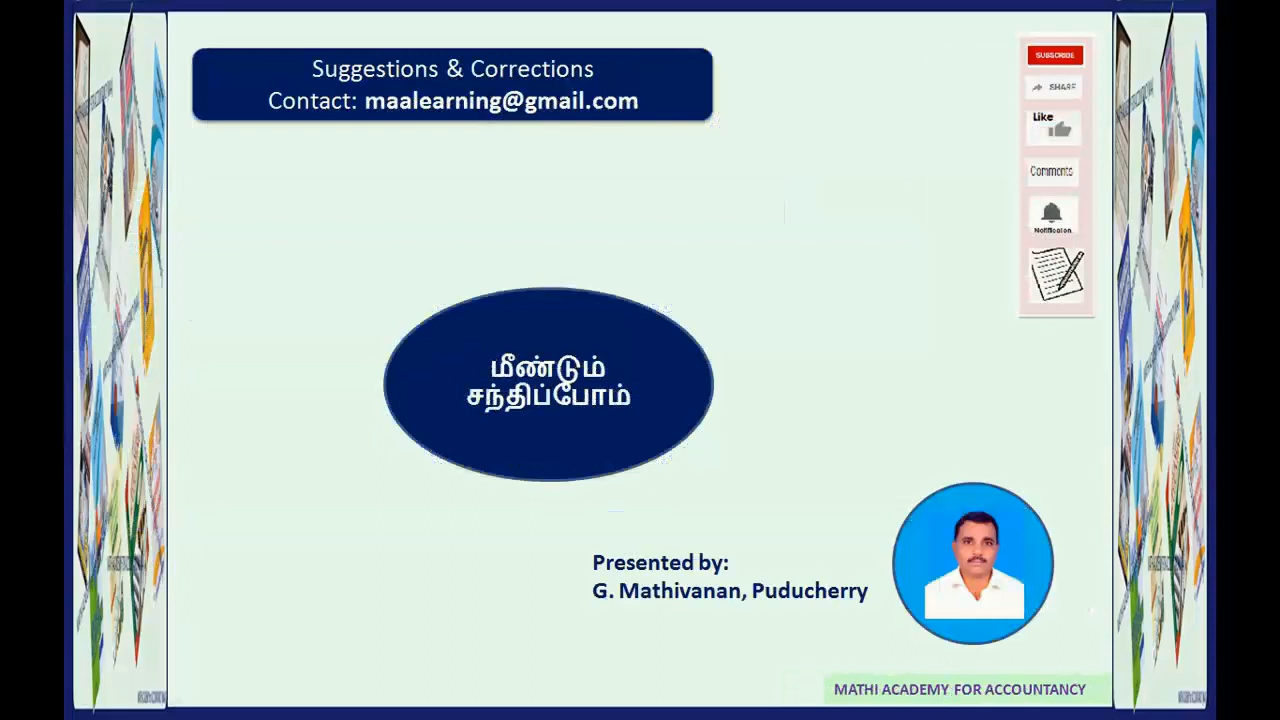 Suggestions & Corrections
Contact: maalearning@gmail.com
SUBSCRIBE
SHARE
Like
Comments
Notification
மீண்டும்
சந்திப்போம்
Presented by:
G. Mathivanan, Puducherry
MATHI ACADEMY FOR ACCOUNTANCY